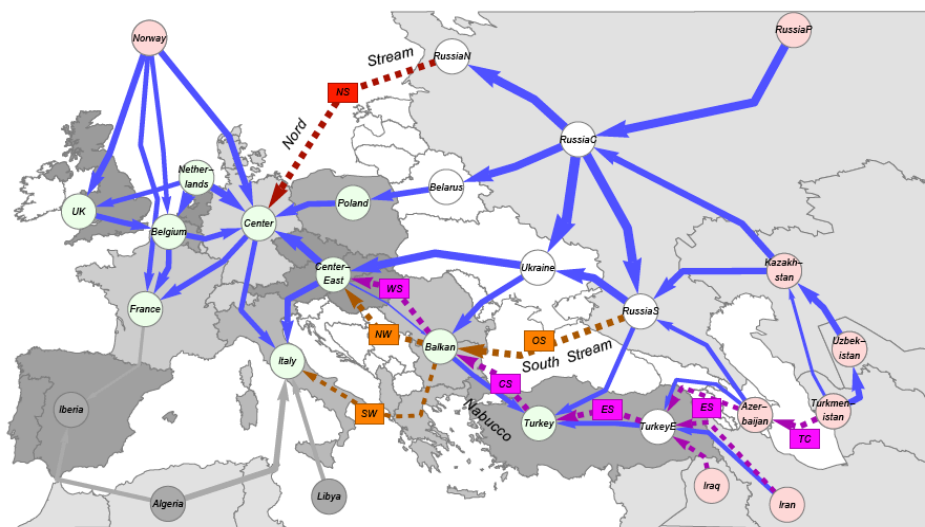 Norway
RussiaP
Stream
RussiaN
NS
Nord
RussiaC
Nether-
lands
Belarus
UK
Belgium
Center
Poland
Center-
East
Ukraine
Kazakh-
stan
WS
France
NW
Balkan
OS
RussiaS
Uzbek-
istan
South Stream
Italy
CS
Iberia
SW
Nabucco
Turkey
ES
TurkeyE
ES
Azer-
baijan
Turkmen-
istan
TC
Algeria
Libya
Iraq
Iran